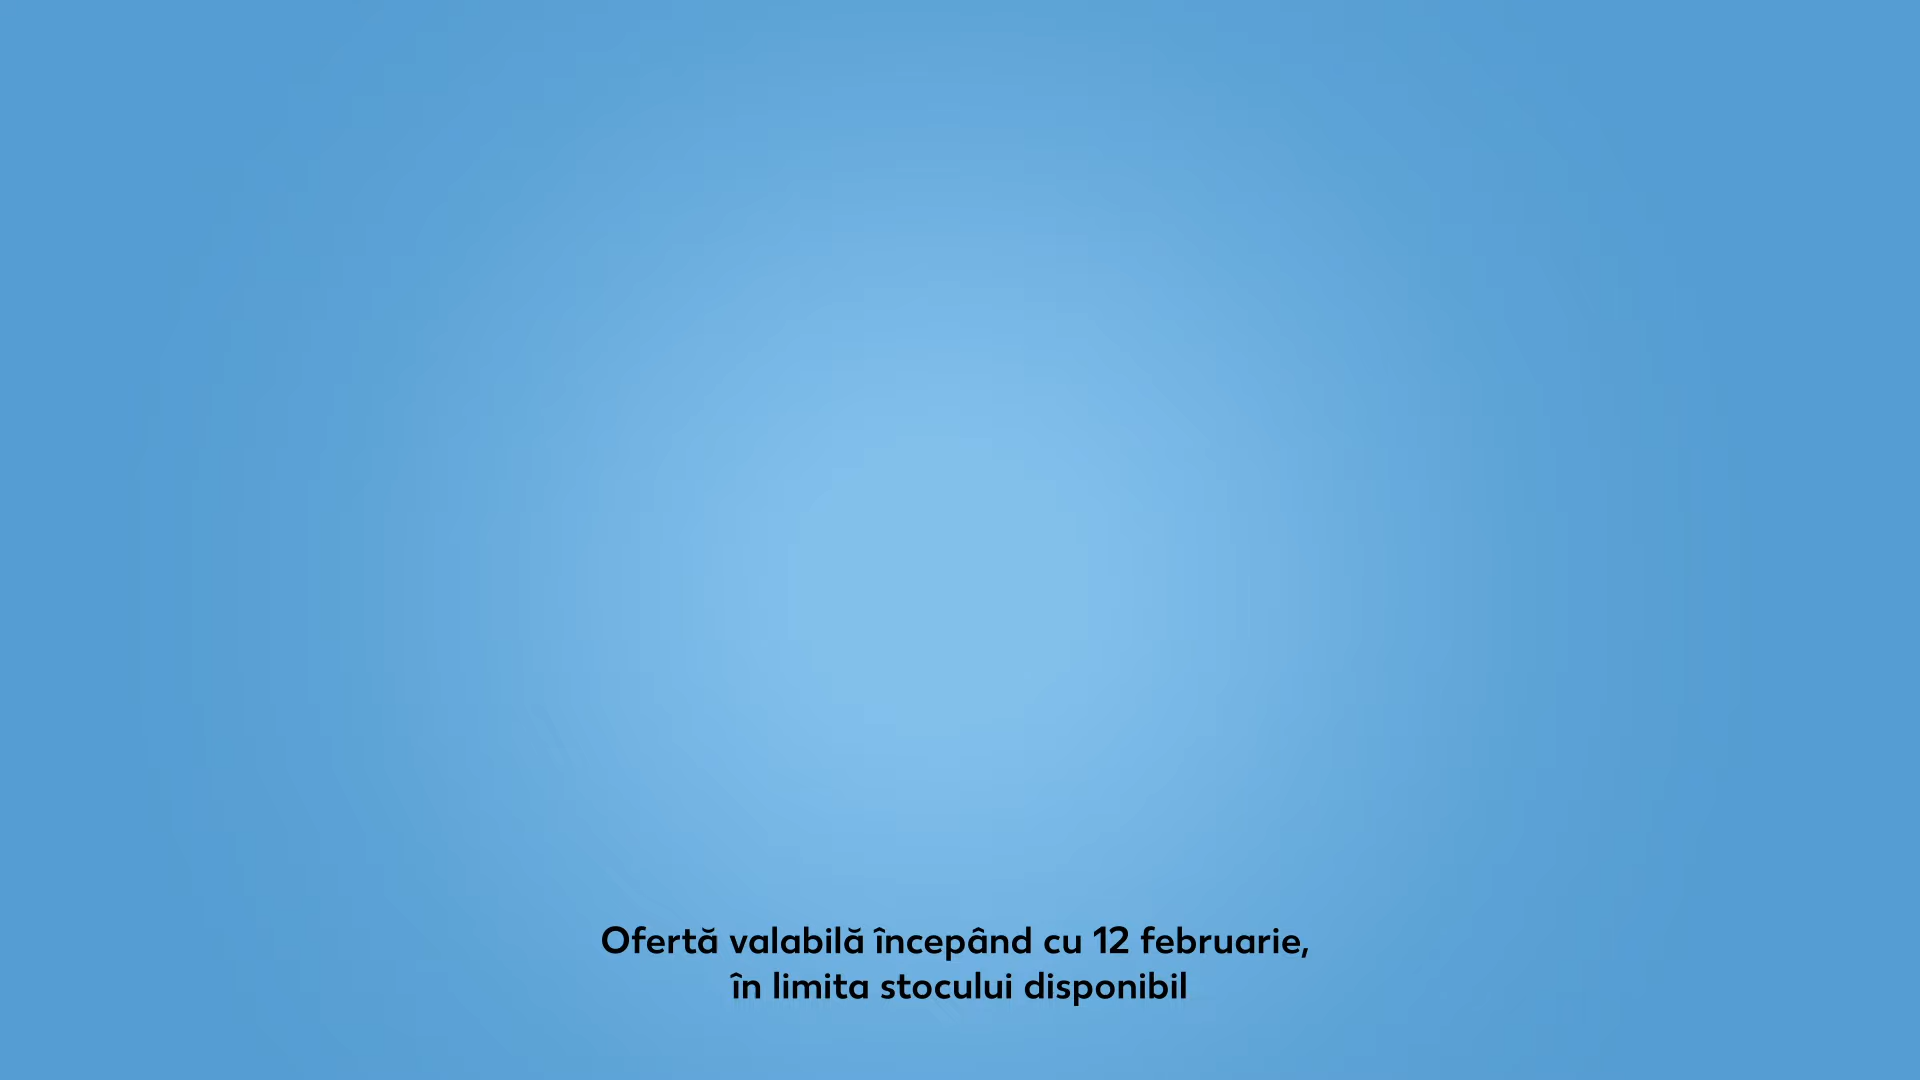 Ofertă valabilă începând cu 12 februarie,
în limita stocului disponibil